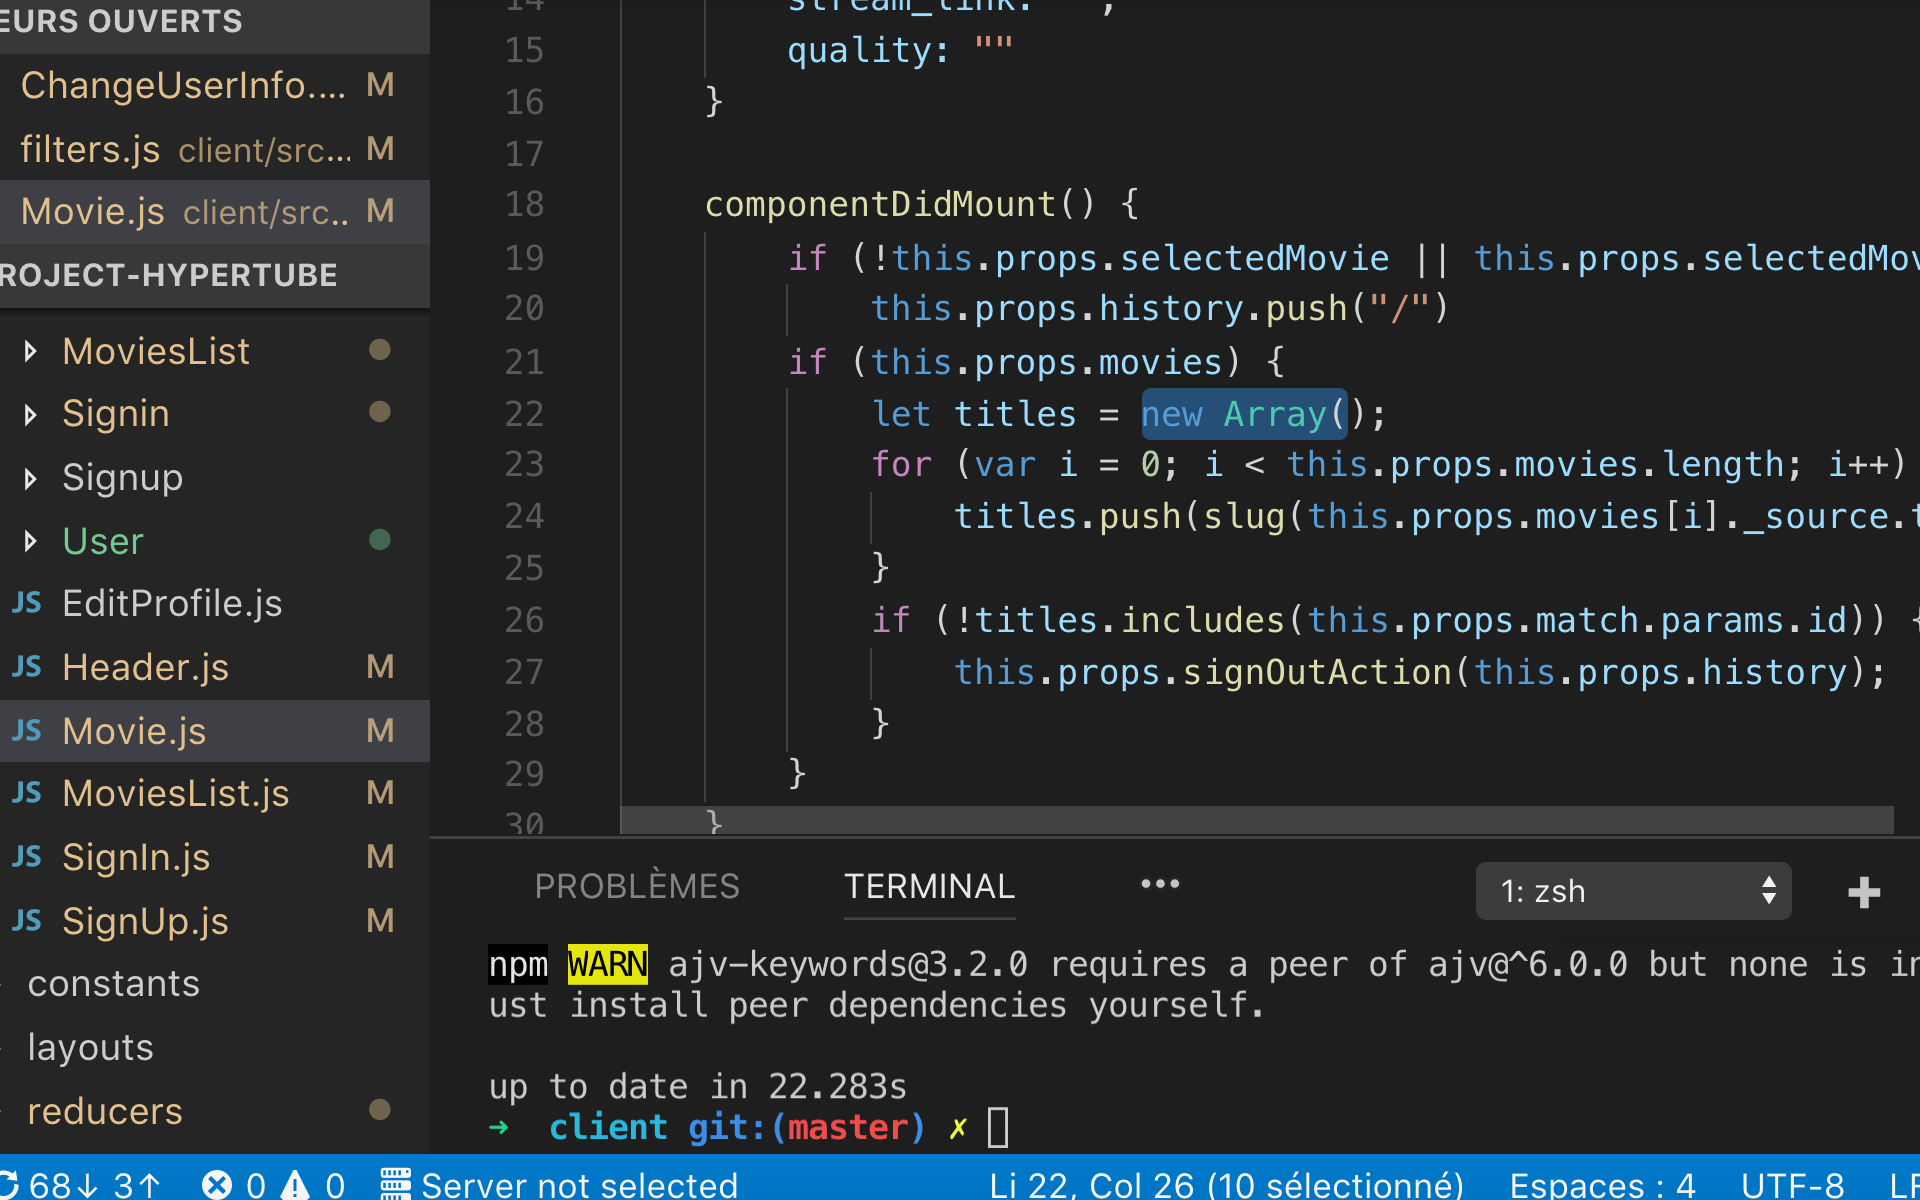 EURS OUVERTS
ChangeUserInfo.... M
filters.js client/src... M
Movie.js client/src... M
ROJECT-HYPERTUBE
MoviesList
Signin
Signup
User
JS EditProfile.js
JS Header.js M
JS Movie.js M
JS MoviesList.js M
JS SignIn.js M
JS SignUp.js M
constants
layouts
reducers
14 stream_link: "",
15 quality: ""
16 }
17
18 componentDidMount() {
19 if (!this.props.selectedMovie || this.props.selectedMov
20 this.props.history.push("/")
21 if (this.props.movies) {
22 let titles = new Array();
23 for (var i = 0; i < this.props.movies.length; i++)
24 titles.push(slug(this.props.movies[i]._source.t
25 }
26 if (!titles.includes(this.props.match.params.id)) {
27 this.props.signOutAction(this.props.history);
28 }
29 }
30 }
PROBLÈMES TERMINAL ••• 1: zsh
npm WARN ajv-keywords@3.2.0 requires a peer of ajv@^6.0.0 but none is in
ust install peer dependencies yourself.
up to date in 22.283s
➜ client git:(master) ✗
68↓ 3↑ 0 0 Server not selected Li 22, Col 26 (10 sélectionné) Espaces : 4 UTF-8 LF